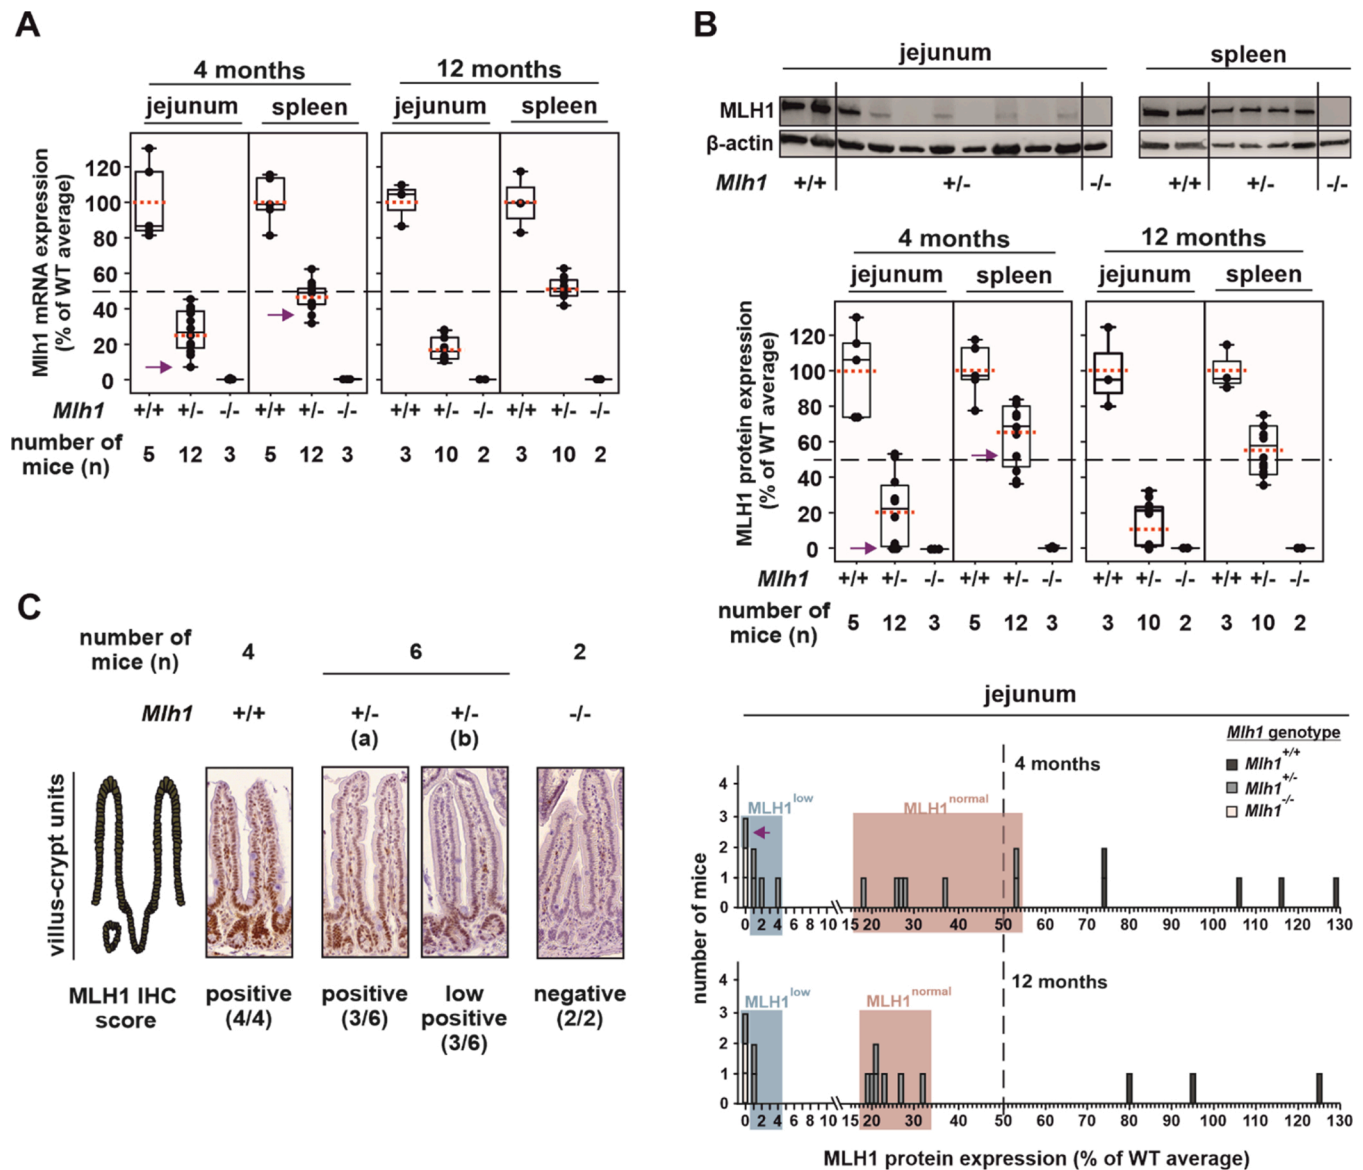 A
4 months
12 months
jejunum
spleen
jejunum
spleen
Mlh1 mRNA expression
(% of WT average)
120
100
80
60
40
20
0
Mlh1
+/+ +/- -/- +/+ +/- -/- +/+ +/- -/- +/+ +/- -/-
number of
mice (n)
5 12 3 5 12 3 3 10 2 3 10 2
B
jejunum
spleen
MLH1
β-actin
Mlh1
+/+ +/- -/- +/+ +/- -/-
4 months
12 months
jejunum
spleen
jejunum
spleen
MLH1 protein expression
(% of WT average)
120
100
80
60
40
20
0
Mlh1
+/+ +/- -/- +/+ +/- -/- +/+ +/- -/- +/+ +/- -/-
number of
mice (n)
5 12 3 5 12 3 3 10 2 3 10 2
C
number of
mice (n)
4 6 2
Mlh1
+/+ +/- +/- -/-
(a) (b)
villus-crypt units
MLH1 IHC
score
positive
(4/4)
positive
(3/6)
low
positive
(3/6)
negative
(2/2)
jejunum
Mlh1 genotype
Mlh1+/+
Mlh1+/-
Mlh1-/-
4 months
MLH1low
MLH1normal
number of mice
4
3
2
1
0
0 2 4 6 8 10 15 20 30 40 50 60 70 80 90 100 110 120 130
12 months
MLH1low
MLH1normal
4
3
2
1
0
0 2 4 6 8 10 15 20 30 40 50 60 70 80 90 100 110 120 130
MLH1 protein expression (% of WT average)